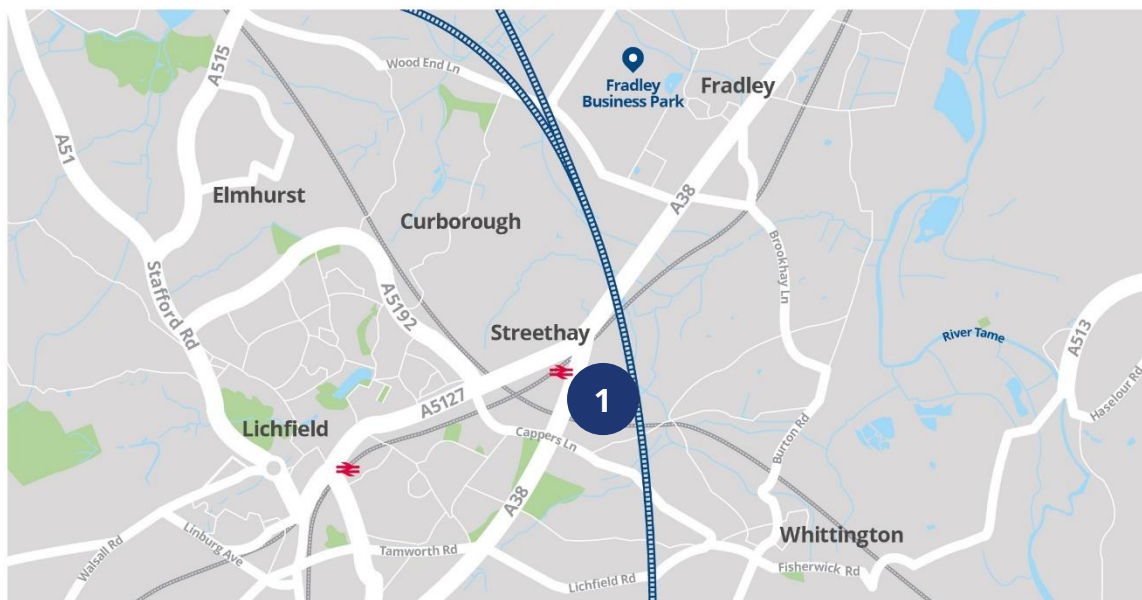 Wood End Ln
A515
Fradley
Business Park
Fradley
A51
Elmhurst
A38
Curborough
Brookhay Ln
Stafford Rd
A5192
Streethay
River Tame
A513
Haselour Rd
1
A5127
Lichfield
Cappers Ln
Burton Rd
A38
Whittington
Walsall Rd
Linburg Ave
Tamworth Rd
Fisherwick Rd
Lichfield Rd